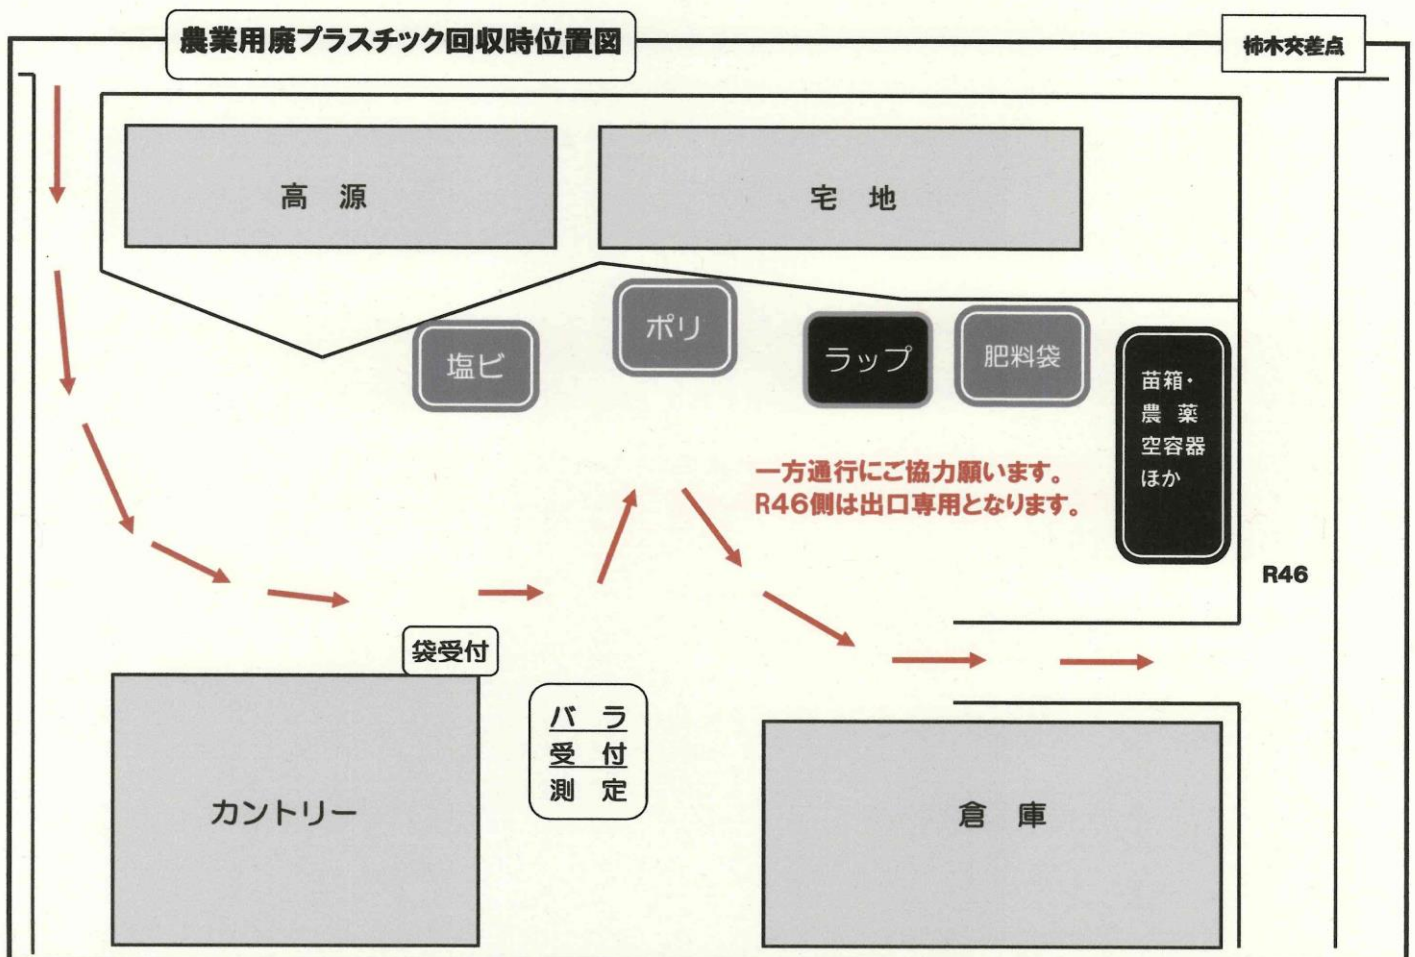 農業用廃プラスチック回収時位置図
柿木交差点
高 源
宅 地
塩ビ
ポリ
ラップ
肥料袋
苗箱・
農 薬
空容器
ほか
一方通行にご協力願います。
R46側は出口専用となります。
R46
袋受付
バ ラ
受 付
測 定
カントリー
倉 庫